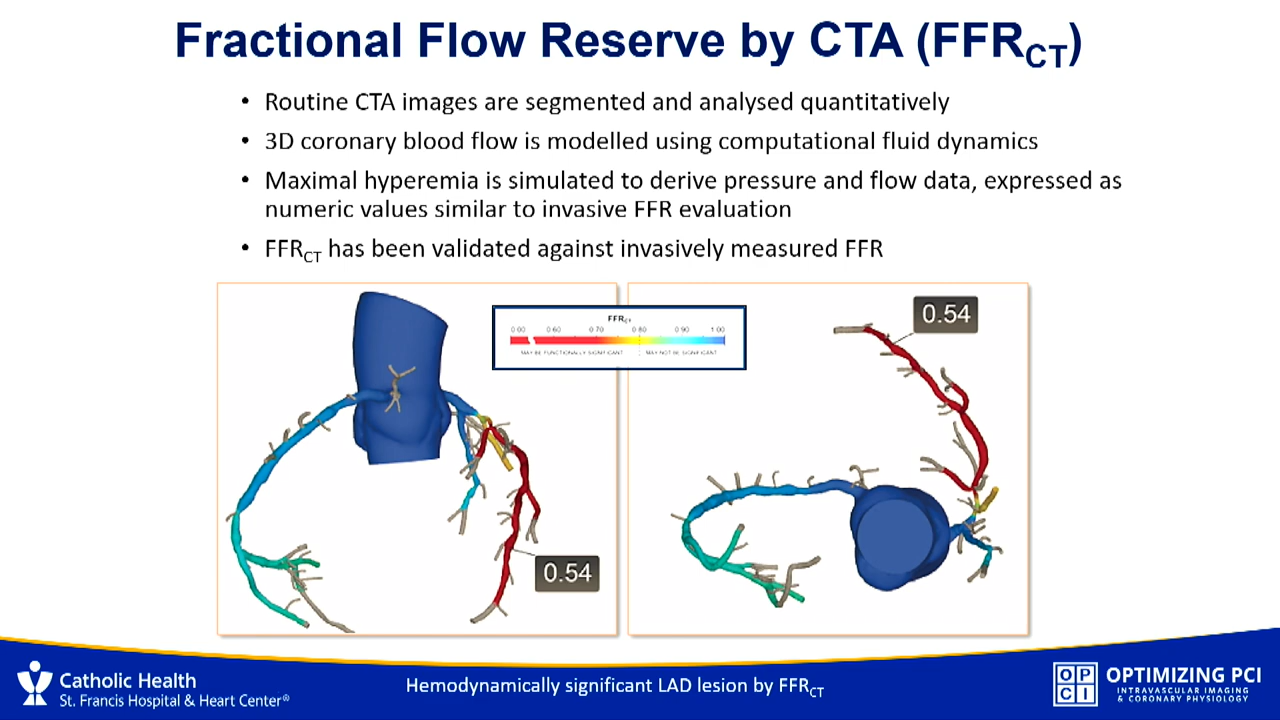 Fractional Flow Reserve by CTA (FFRCT)
• Routine CTA images are segmented and analysed quantitatively
• 3D coronary blood flow is modelled using computational fluid dynamics
• Maximal hyperemia is simulated to derive pressure and flow data, expressed as
numeric values similar to invasive FFR evaluation
• FFRCT has been validated against invasively measured FFR
FFRCT
0.00 0.60 0.70 0.80 0.90 1.00
MAY BE FUNCTIONALLY SIGNIFICANT MAY NOT BE SIGNIFICANT
0.54
0.54
Catholic Health
St. Francis Hospital & Heart Center®
Hemodynamically significant LAD lesion by FFRCT
OP
CI
OPTIMIZING PCI
INTRAVASCULAR IMAGING
& CORONARY PHYSIOLOGY